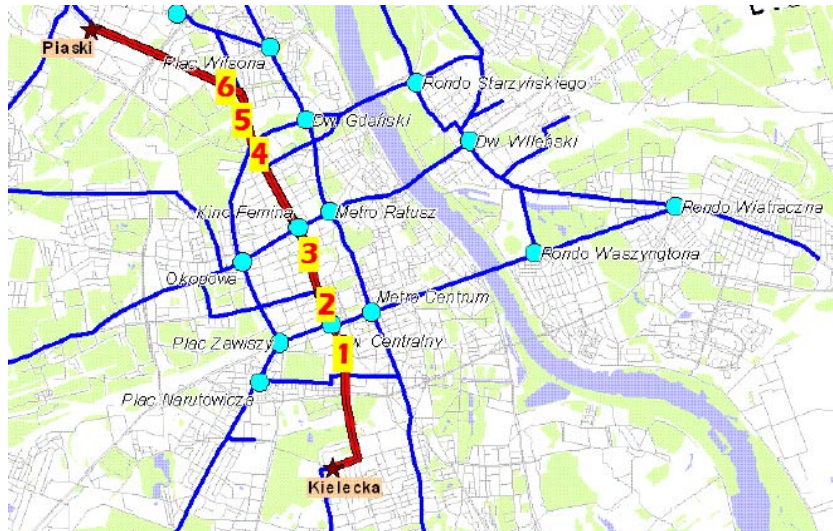 Piaski
Plac Wilsona
Rondo Starzyńskiego
6
5
Dw. Gdański
4
Dw. Wileński
Kino Femina
Metro Ratusz
Rondo Wiatraczna
3
Okopowa
Rondo Waszyngtona
2
Metro Centrum
Plac Zawiszy
Dw. Centralny
1
Plac Narutowicza
Kielecka